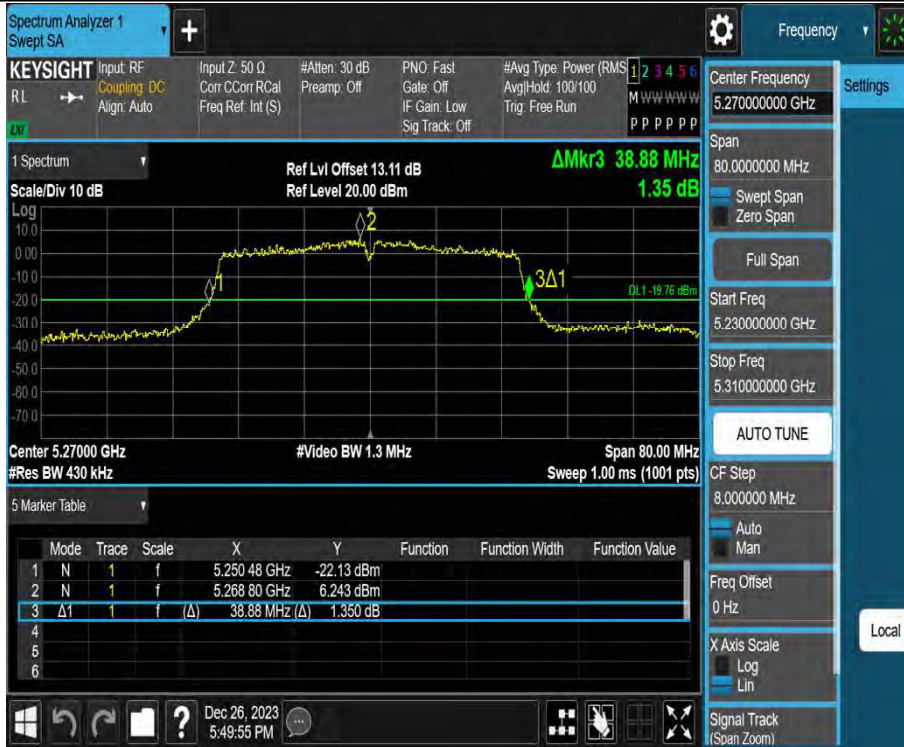 Spectrum Analyzer 1
Swept SA
+
Frequency
KEYSIGHT
RL
Input: RF
Coupling: DC
Align: Auto
Input Z: 50 Ω
Corr CCorr RCal
Freq Ref: Int (S)
#Atten: 30 dB
Preamp: Off
PNO: Fast
Gate: Off
IF Gain: Low
Sig Track: Off
#Avg Type: Power (RMS
Avg|Hold: 100/100
Trig: Free Run
1 2 3 4 5 6
M W W W W W
P P P P P P
1 Spectrum
Scale/Div 10 dB
Ref Lvl Offset 13.11 dB
Ref Level 20.00 dBm
ΔMkr3 38.88 MHz
1.35 dB
Log
10.0
0.00
-10.0
-20.0
-30.0
-40.0
-50.0
-60.0
-70.0
1
2
3Δ1
DL1 -19.76 dBm
Center 5.27000 GHz
#Video BW 1.3 MHz
Span 80.00 MHz
#Res BW 430 kHz
Sweep 1.00 ms (1001 pts)
5 Marker Table
Mode Trace Scale X Y Function Function Width Function Value
1 N 1 f 5.250 48 GHz -22.13 dBm
2 N 1 f 5.268 80 GHz 6.243 dBm
3 Δ1 1 f (Δ) 38.88 MHz (Δ) 1.350 dB
4
5
6
?
Dec 26, 2023
5:49:55 PM
Center Frequency
5.270000000 GHz
Span
80.0000000 MHz
Swept Span
Zero Span
Full Span
Start Freq
5.230000000 GHz
Stop Freq
5.310000000 GHz
AUTO TUNE
CF Step
8.000000 MHz
Auto
Man
Freq Offset
0 Hz
X Axis Scale
Log
Lin
Signal Track
(Span Zoom)
Settings
Local